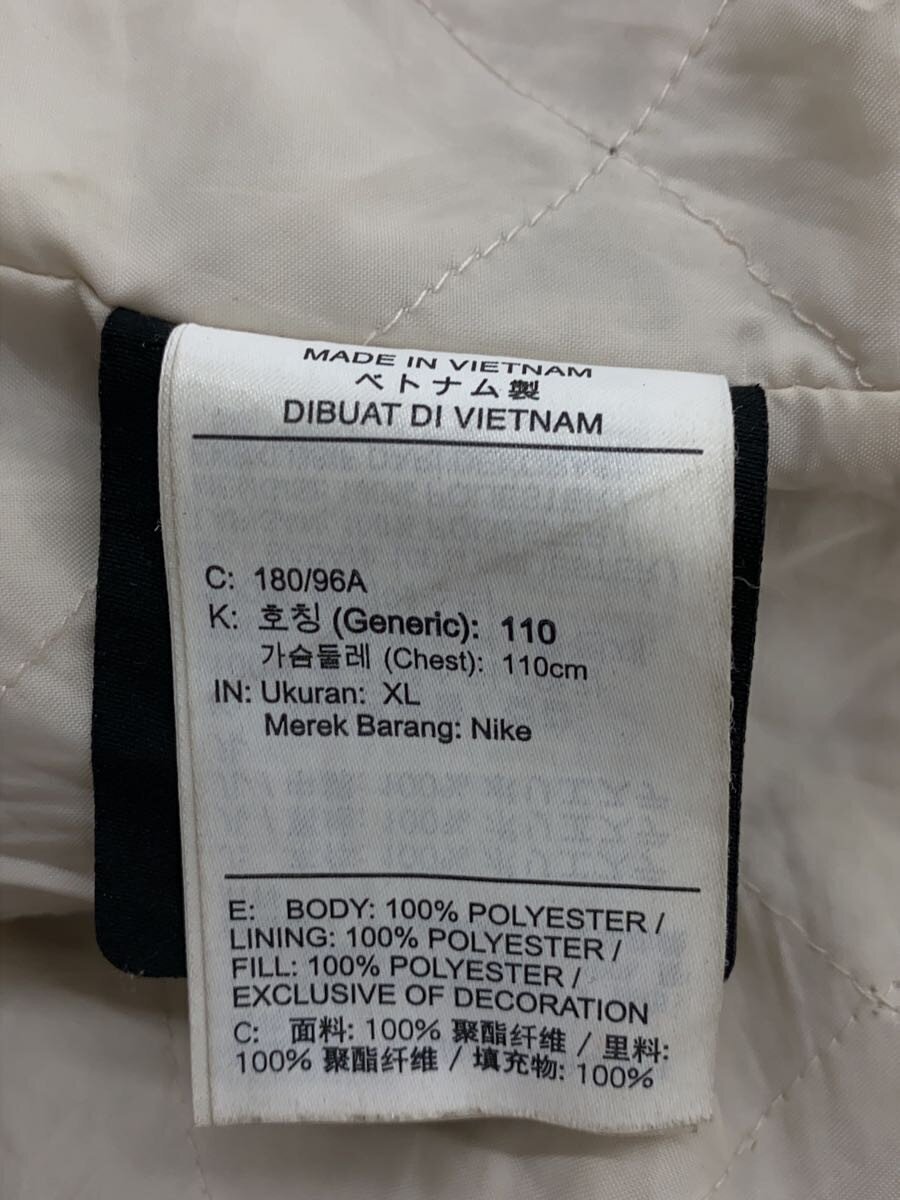 MADE IN VIETNAM
ベトナム製
DIBUAT DI VIETNAM
C: 180/96A
K: 호칭 (Generic): 110
가슴둘레 (Chest): 110cm
IN: Ukuran: XL
Merek Barang: Nike
E: BODY: 100% POLYESTER /
LINING: 100% POLYESTER /
FILL: 100% POLYESTER /
EXCLUSIVE OF DECORATION
C: 面料: 100% 聚酯纤维 / 里料:
100% 聚酯纤维 / 填充物: 100%